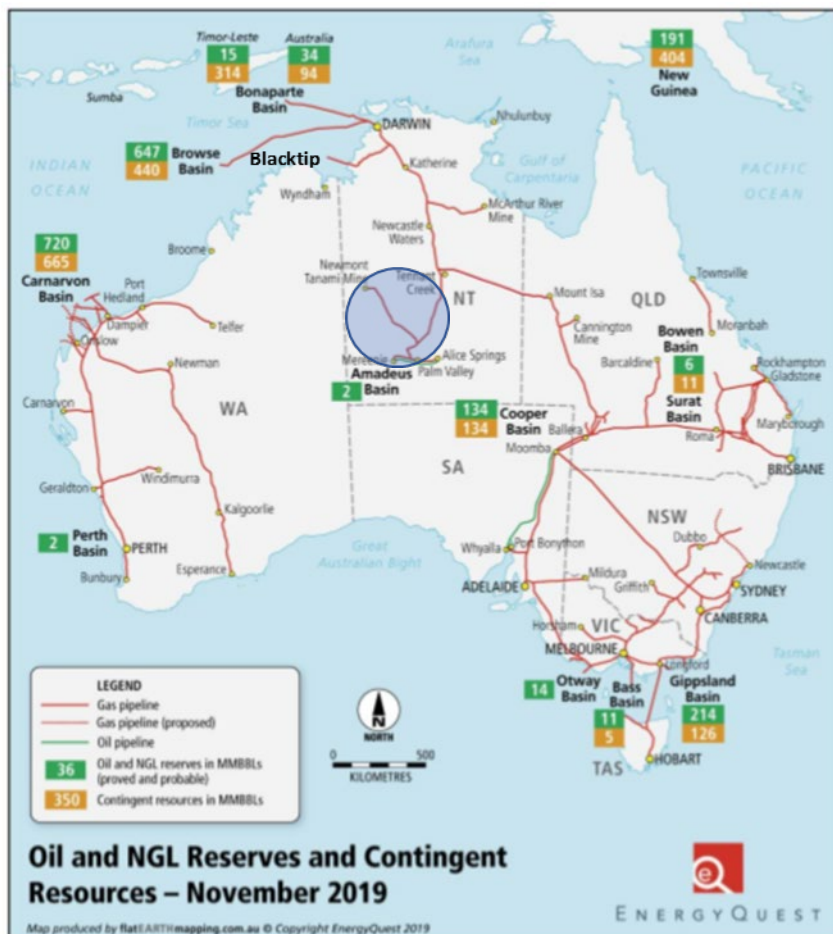 Timor-Leste
Australia
15
34
314
94
Bonaparte
Basin
Arafura
Sea
191
404
New
Guinea
Sumba
Timor Sea
DARWIN
Nhulunbuy
647
440
Browse
Basin
Blacktip
Katherine
Gulf of
Carpentaria
INDIAN
OCEAN
PACIFIC
OCEAN
Wyndham
McArthur River
Mine
Newcastle
Waters
720
665
Carnarvon
Basin
Broome
Newmont
Tanami Mine
Tennant
Creek
NT
Townsville
Port
Hedland
Dampier
Onslow
Telfer
Mount Isa
QLD
Cannington
Mine
Moranbah
Bowen
Basin
6
11
Surat
Basin
Newman
Mereenie
Alice Springs
Palm Valley
Barcaldine
Rockhampton
Gladstone
Amadeus
Basin
2
Carnarvon
WA
134
134
Cooper
Basin
Ballera
Moomba
Roma
Maryborough
BRISBANE
Geraldton
Windimurra
SA
Kalgoorlie
NSW
2
Perth
Basin
PERTH
Great
Australian Bight
Whyalla
Port Bonython
Dubbo
Newcastle
Bunbury
Esperance
ADELAIDE
Mildura
Griffith
SYDNEY
CANBERRA
Horsham
VIC
MELBOURNE
Tasman
Sea
Longford
14
Otway
Basin
Bass
Basin
11
5
Gippsland
Basin
214
126
TAS
HOBART
LEGEND
Gas pipeline
Gas pipeline (proposed)
Oil pipeline
36
Oil and NGL reserves in MMBBLs
(proved and probable)
350
Contingent resources in MMBBLs
N
NORTH
0
500
KILOMETRES
Oil and NGL Reserves and Contingent
Resources – November 2019
e
ENERGYQUEST
Map produced by flatEARTHmapping.com.au © Copyright EnergyQuest 2019